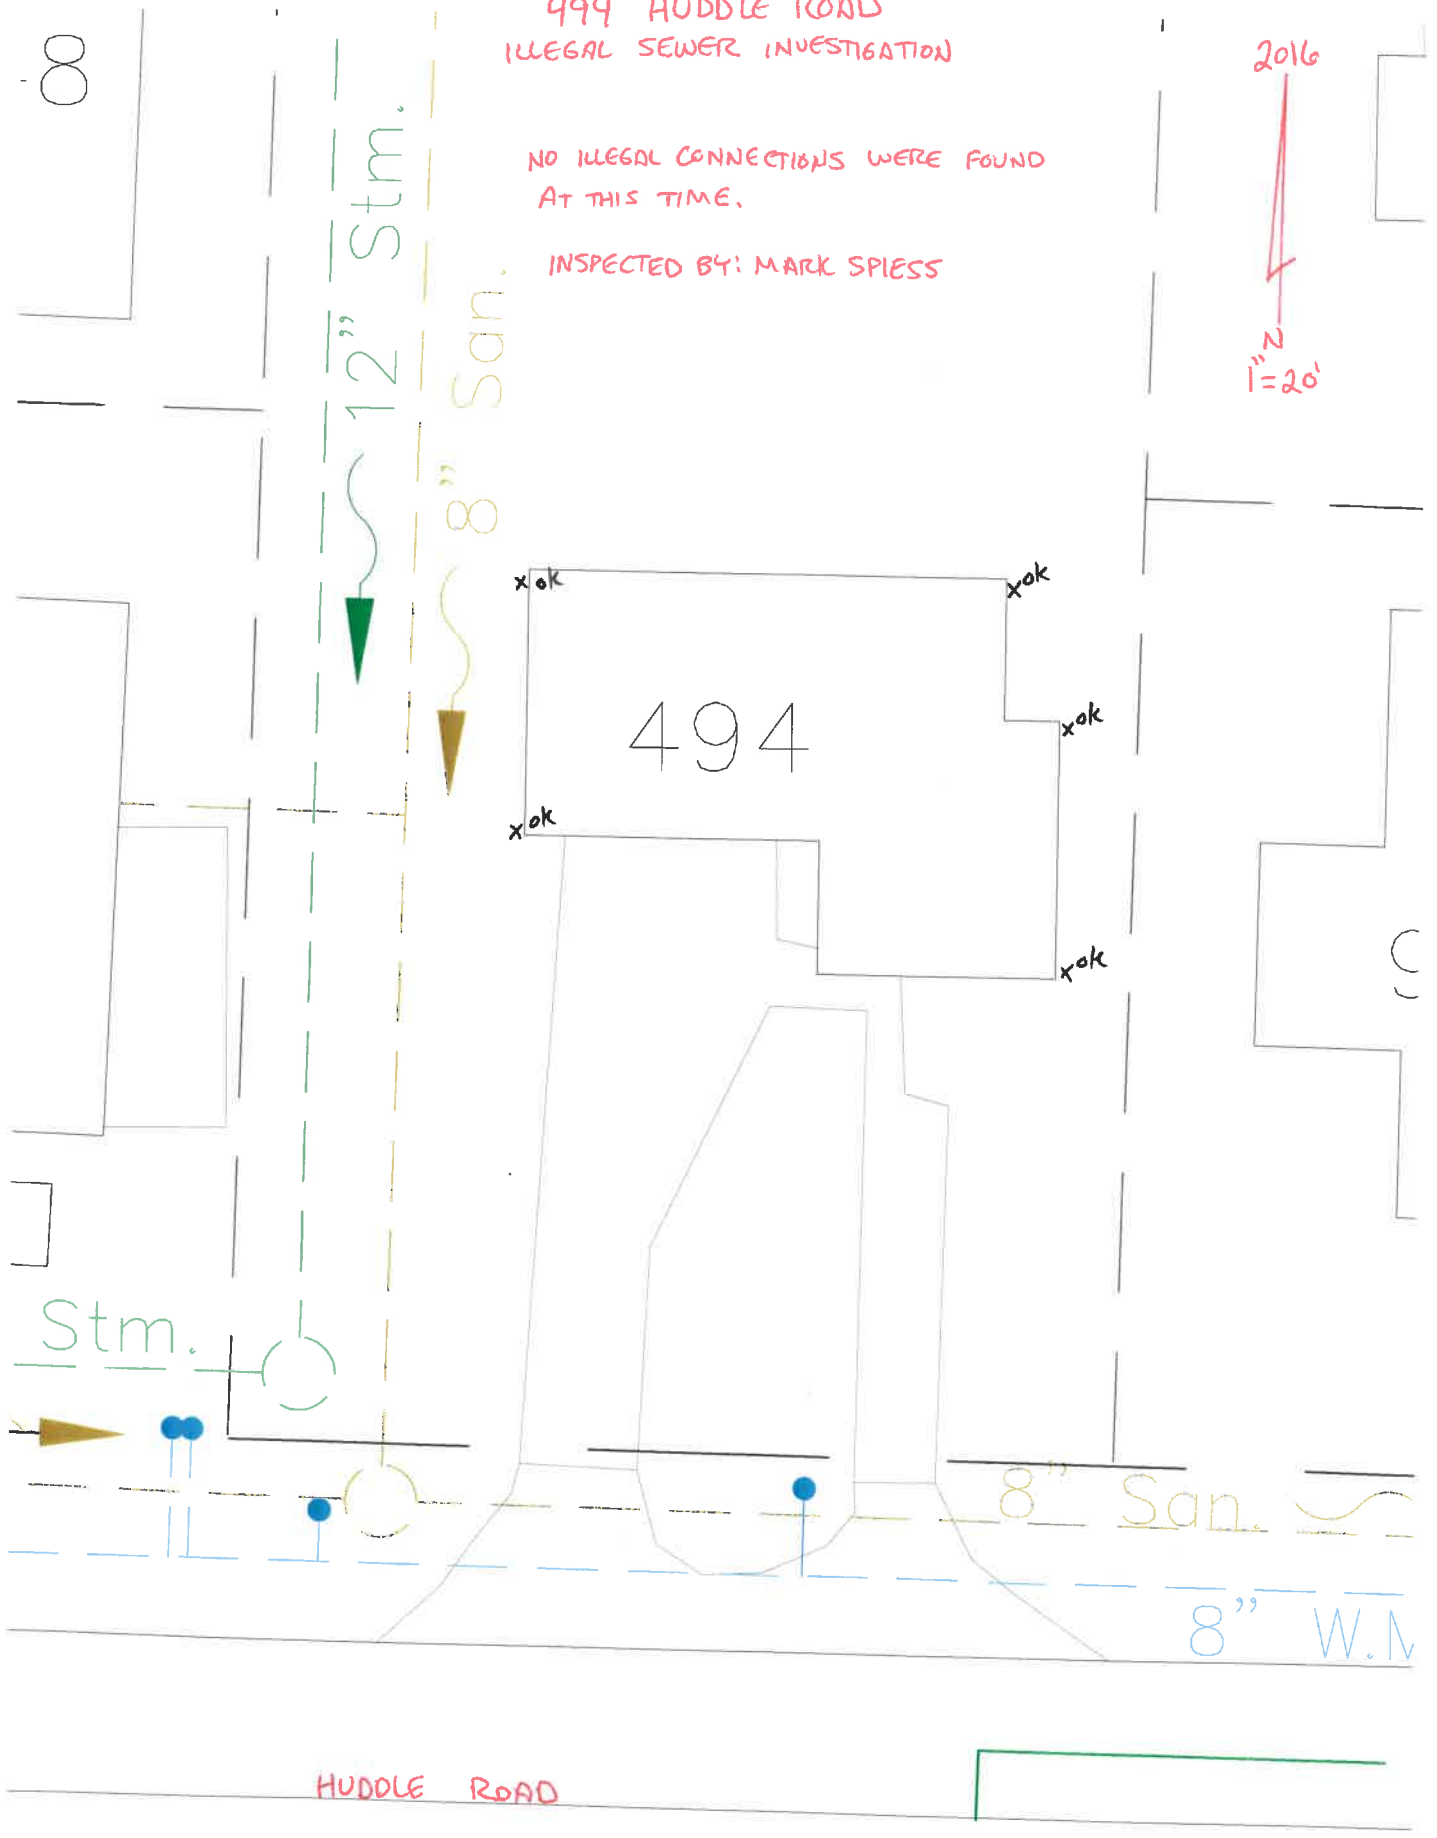 494 HUDDLE ROAD
ILLEGAL SEWER INVESTIGATION
2016
NO ILLEGAL CONNECTIONS WERE FOUND
AT THIS TIME.
INSPECTED BY: MARK SPIESS
N
1"=20'
8
12" Stm.
8" San.
x ok
x ok
494
x ok
x ok
x ok
Stm.
8" San.
8" W.M
HUDDLE ROAD